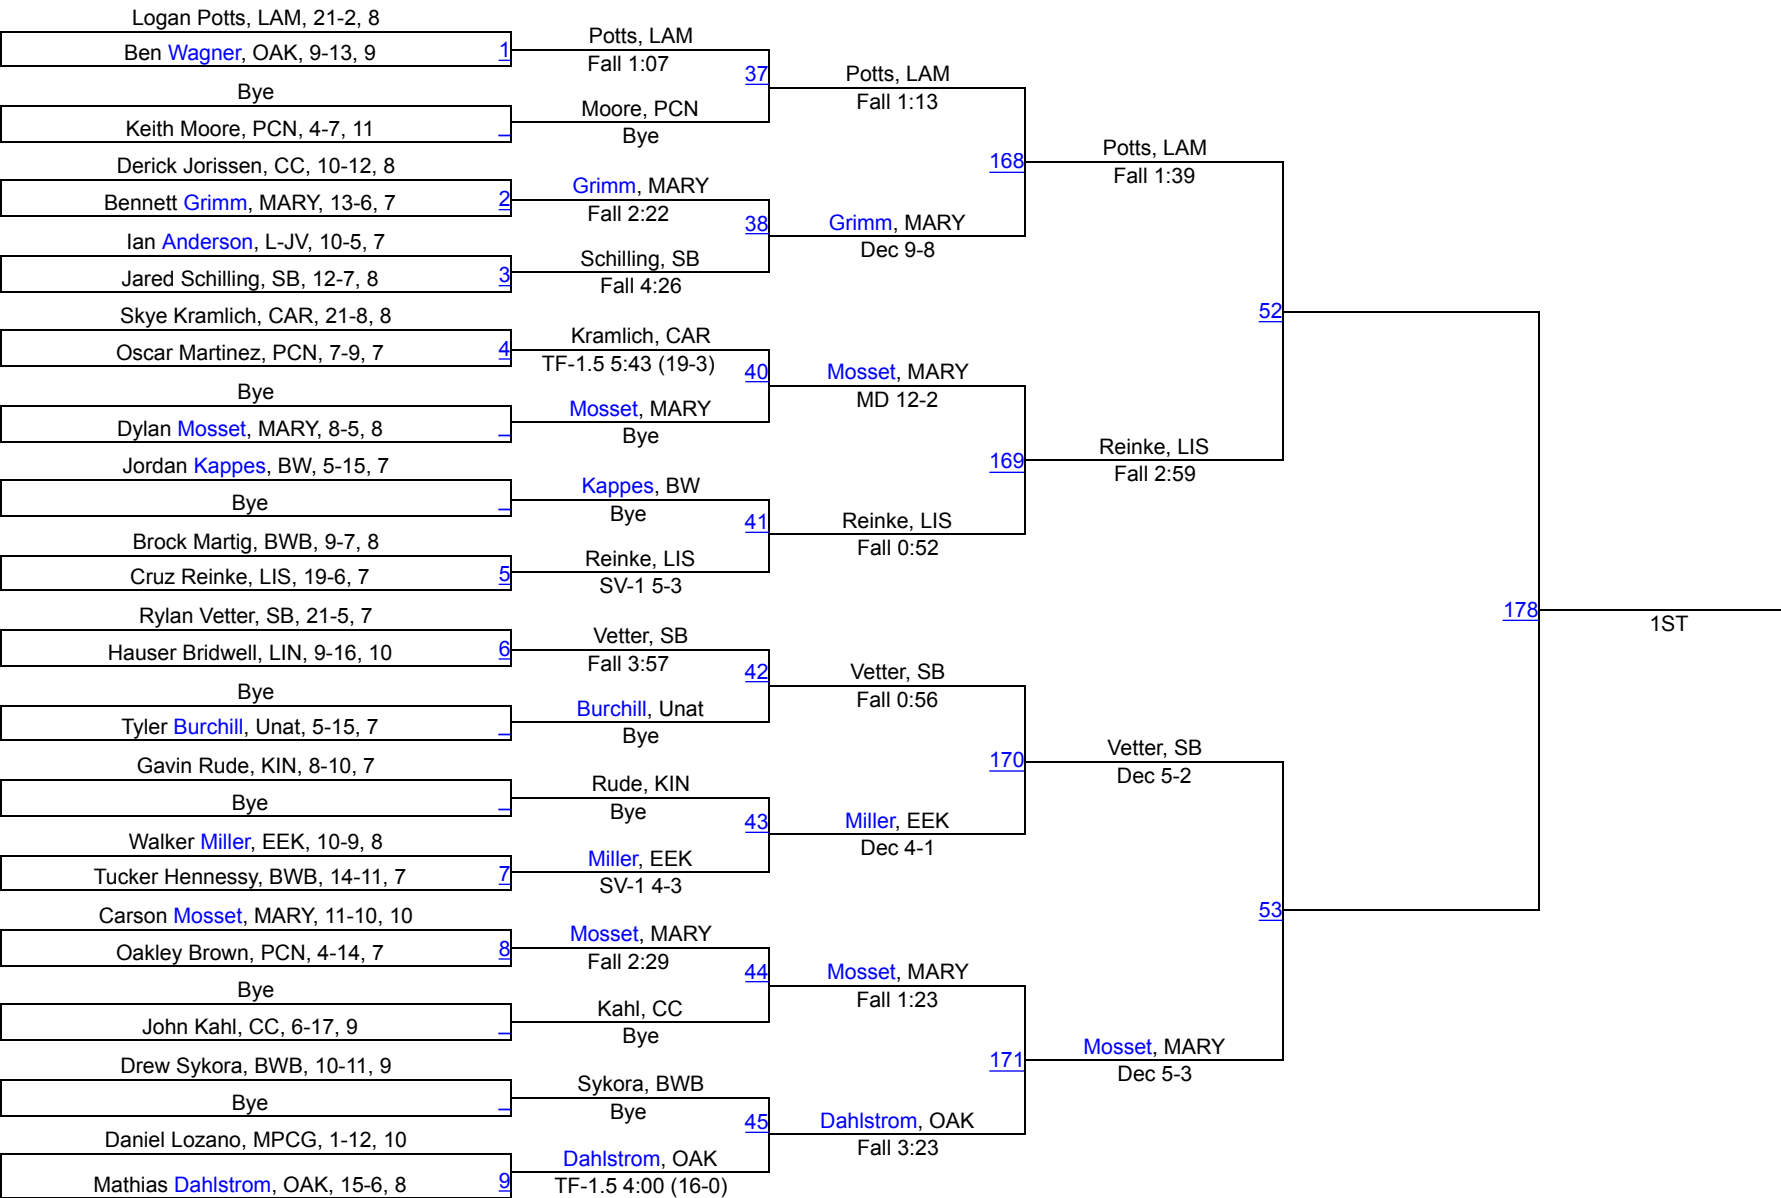 Logan Potts, LAM, 21-2, 8
Ben Wagner, OAK, 9-13, 9
1
Bye
Keith Moore, PCN, 4-7, 11
Derick Jorissen, CC, 10-12, 8
Bennett Grimm, MARY, 13-6, 7
2
Ian Anderson, L-JV, 10-5, 7
Jared Schilling, SB, 12-7, 8
3
Skye Kramlich, CAR, 21-8, 8
Oscar Martinez, PCN, 7-9, 7
4
Bye
Dylan Mosset, MARY, 8-5, 8
Jordan Kappes, BW, 5-15, 7
Bye
Brock Martig, BWB, 9-7, 8
Cruz Reinke, LIS, 19-6, 7
5
Rylan Vetter, SB, 21-5, 7
Hauser Bridwell, LIN, 9-16, 10
6
Bye
Tyler Burchill, Unat, 5-15, 7
Gavin Rude, KIN, 8-10, 7
Bye
Walker Miller, EEK, 10-9, 8
Tucker Hennessy, BWB, 14-11, 7
7
Carson Mosset, MARY, 11-10, 10
Oakley Brown, PCN, 4-14, 7
8
Bye
John Kahl, CC, 6-17, 9
Drew Sykora, BWB, 10-11, 9
Bye
Daniel Lozano, MPCG, 1-12, 10
Mathias Dahlstrom, OAK, 15-6, 8
9
Potts, LAM
Fall 1:07
37
Moore, PCN
Bye
Grimm, MARY
Fall 2:22
38
Schilling, SB
Fall 4:26
Kramlich, CAR
TF-1.5 5:43 (19-3)
40
Mosset, MARY
Bye
Kappes, BW
Bye
41
Reinke, LIS
SV-1 5-3
Vetter, SB
Fall 3:57
42
Burchill, Unat
Bye
Rude, KIN
Bye
43
Miller, EEK
SV-1 4-3
Mosset, MARY
Fall 2:29
44
Kahl, CC
Bye
Sykora, BWB
Bye
45
Dahlstrom, OAK
TF-1.5 4:00 (16-0)
Potts, LAM
Fall 1:13
168
Grimm, MARY
Dec 9-8
Mosset, MARY
MD 12-2
169
Reinke, LIS
Fall 0:52
Vetter, SB
Fall 0:56
170
Miller, EEK
Dec 4-1
Mosset, MARY
Fall 1:23
171
Dahlstrom, OAK
Fall 3:23
Potts, LAM
Fall 1:39
52
Reinke, LIS
Fall 2:59
Vetter, SB
Dec 5-2
53
Mosset, MARY
Dec 5-3
178
1ST